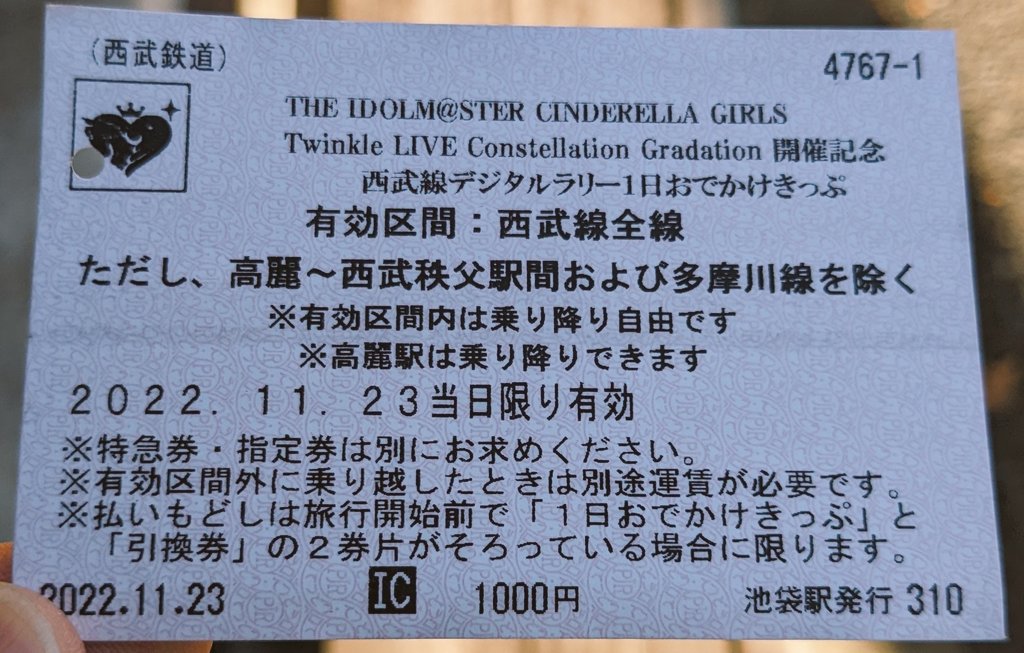 （西武鉄道）
4767-1
THE IDOLM@STER CINDERELLA GIRLS
Twinkle LIVE Constellation Gradation 開催記念
西武線デジタルラリー1日おでかけきっぷ
有効区間：西武線全線
ただし、高麗～西武秩父駅間および多摩川線を除く
※有効区間内は乗り降り自由です
※高麗駅は乗り降りできます
２０２２．１１．２３当日限り有効
※特急券・指定券は別にお求めください。
※有効区間外に乗り越したときは別途運賃が必要です。
※払いもどしは旅行開始前で「１日おでかけきっぷ」と
「引換券」の２券片がそろっている場合に限ります。
2022.11.23 IC 1000円 池袋駅発行 310